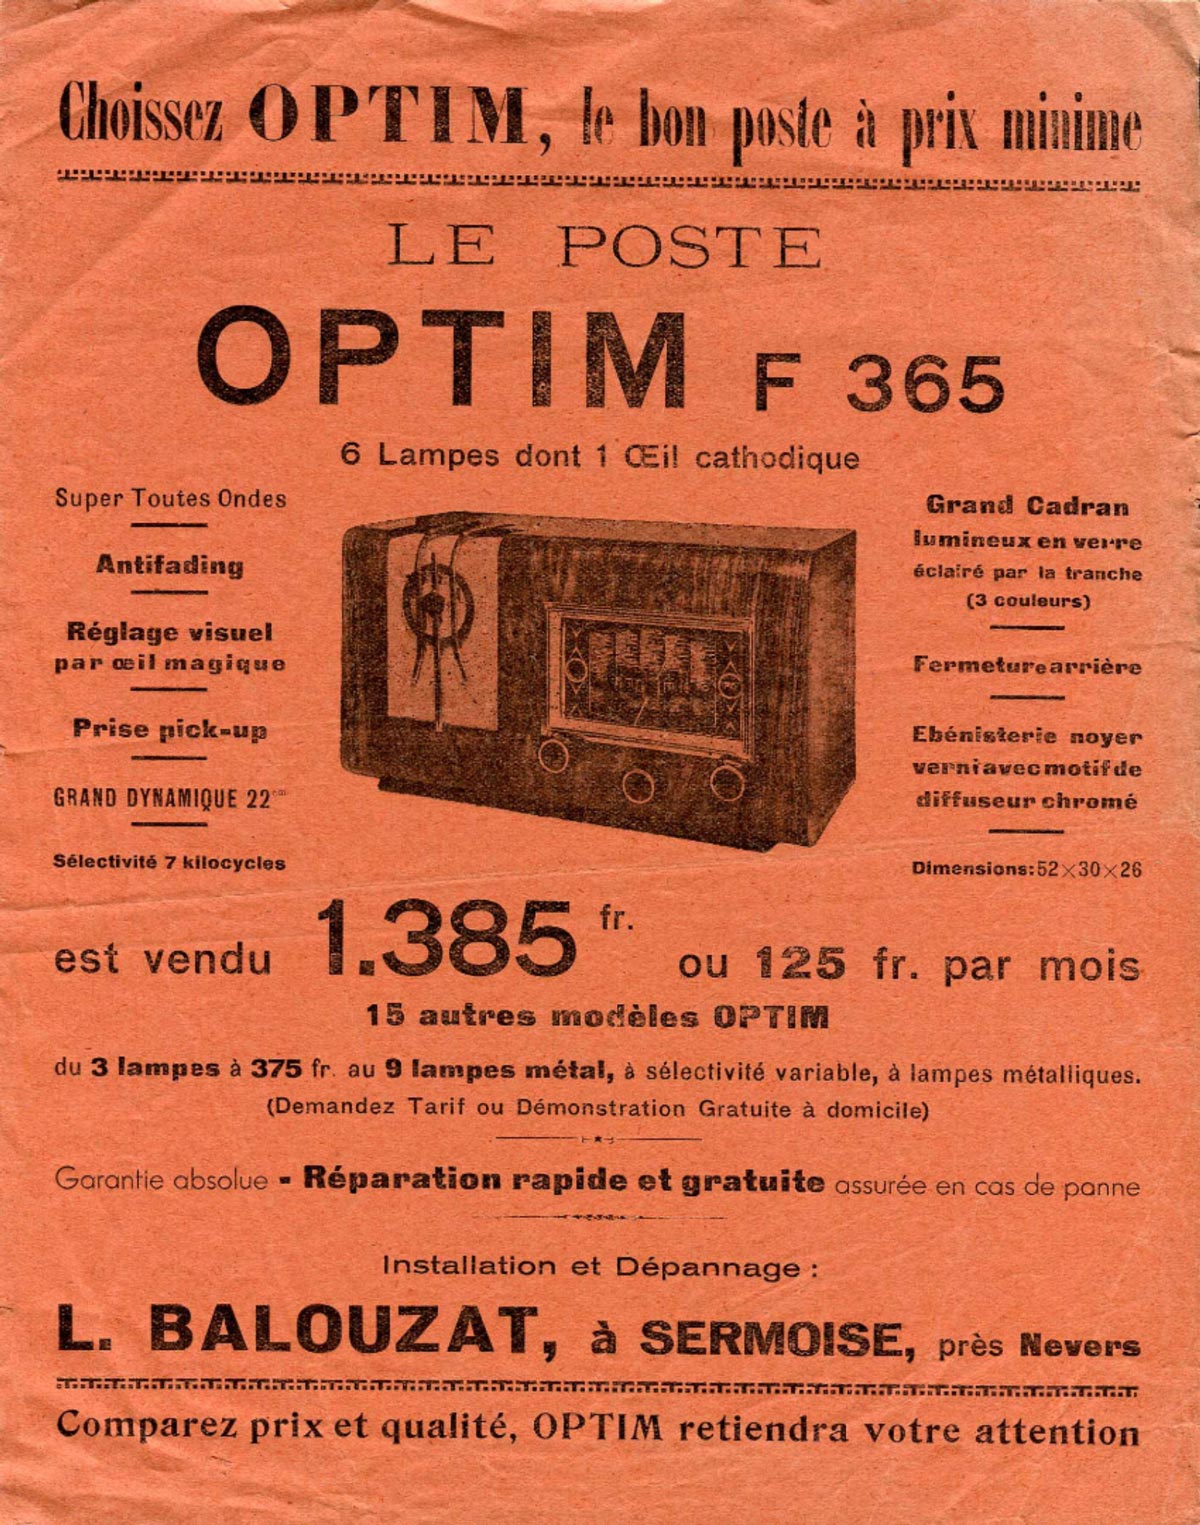 Choissez OPTIM, le bon poste à prix minime
LE POSTE
OPTIM F 365
6 Lampes dont 1 Œil cathodique
Super Toutes Ondes
Antifading
Réglage visuel
par œil magique
Prise pick-up
GRAND DYNAMIQUE 22 cm
Sélectivité 7 kilocycles
Grand Cadran
lumineux en verre
éclairé par la tranche
(3 couleurs)
Fermeture arrière
Ebénisterie noyer
verni avec motif de
diffuseur chromé
Dimensions: 52×30×26
est vendu 1.385 fr. ou 125 fr. par mois
15 autres modèles OPTIM
du 3 lampes à 375 fr. au 9 lampes métal, à sélectivité variable, à lampes métalliques.
(Demandez Tarif ou Démonstration Gratuite à domicile)
Garantie absolue - Réparation rapide et gratuite assurée en cas de panne
Installation et Dépannage :
L. BALOUZAT, à SERMOISE, près Nevers
Comparez prix et qualité, OPTIM retiendra votre attention